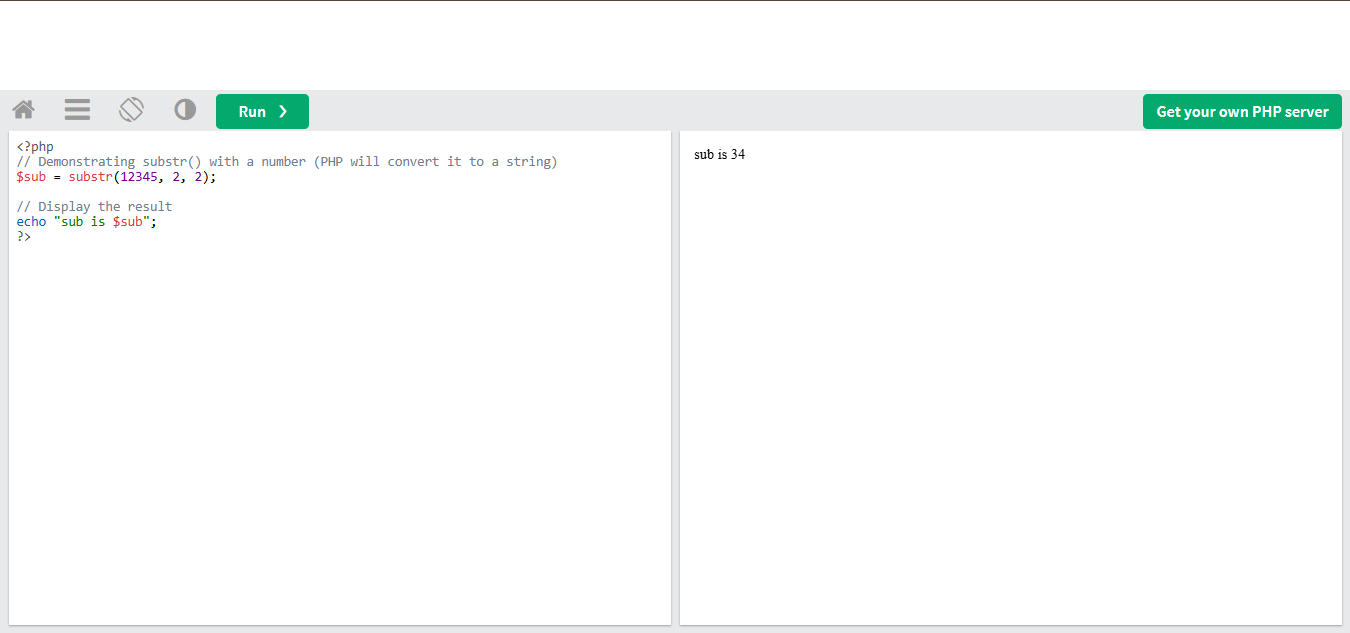 Run ❯
Get your own PHP server
<?php
// Demonstrating substr() with a number (PHP will convert it to a string)
$sub = substr(12345, 2, 2);
// Display the result
echo "sub is $sub";
?>
sub is 34